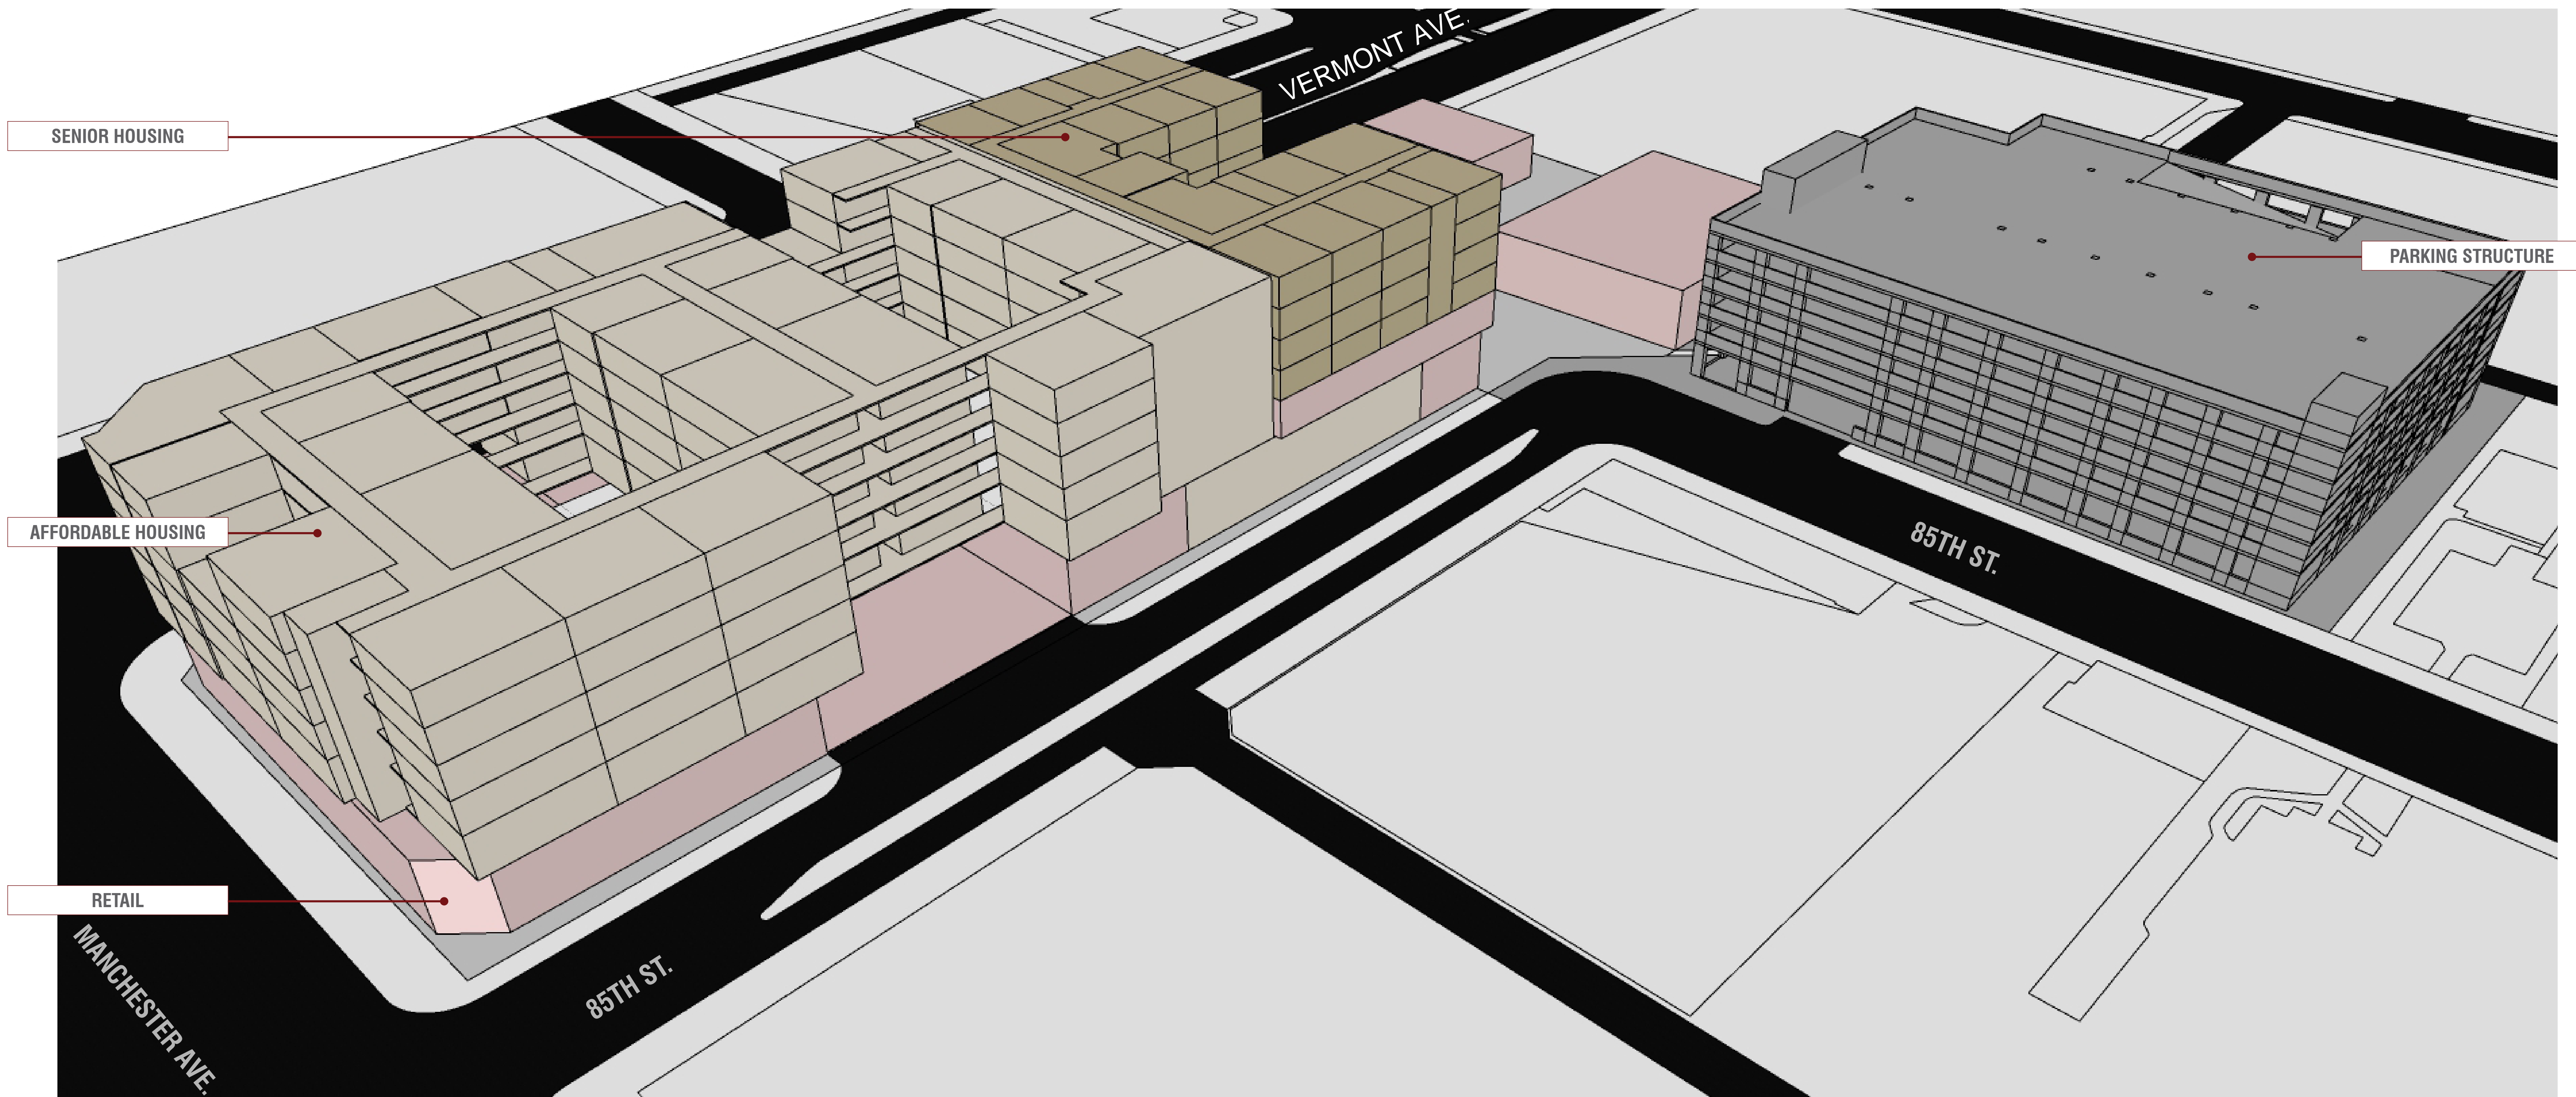 VERMONT AVE.
SENIOR HOUSING
PARKING STRUCTURE
AFFORDABLE HOUSING
85TH ST.
RETAIL
MANCHESTER AVE.
85TH ST.